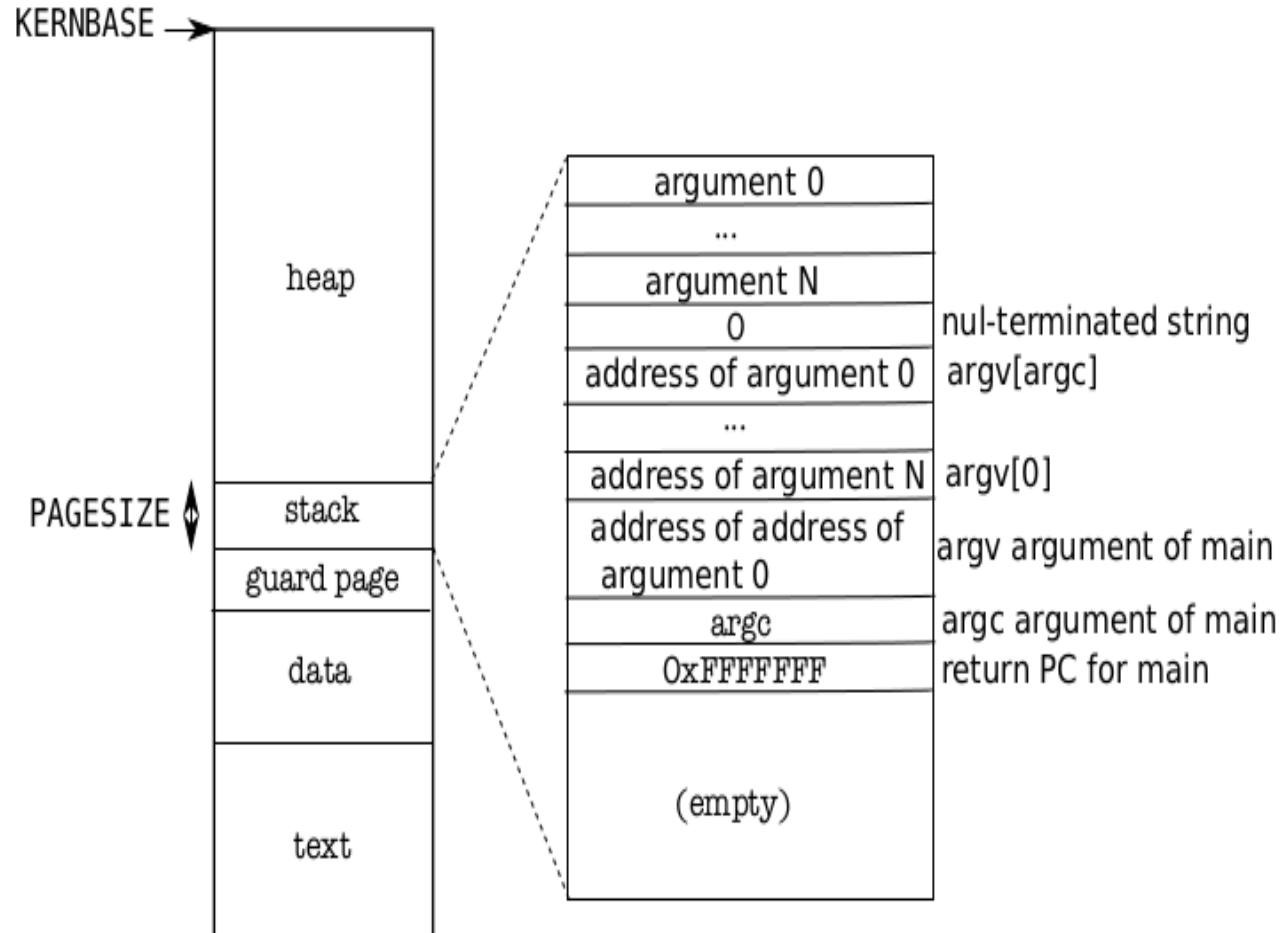 KERNBASE
heap
PAGESIZE
stack
guard page
data
text
argument 0
...
argument N
0
nul-terminated string
address of argument 0
argv[argc]
...
address of argument N
argv[0]
address of address of
argument 0
argv argument of main
argc
argc argument of main
0xFFFFFFF
return PC for main
(empty)